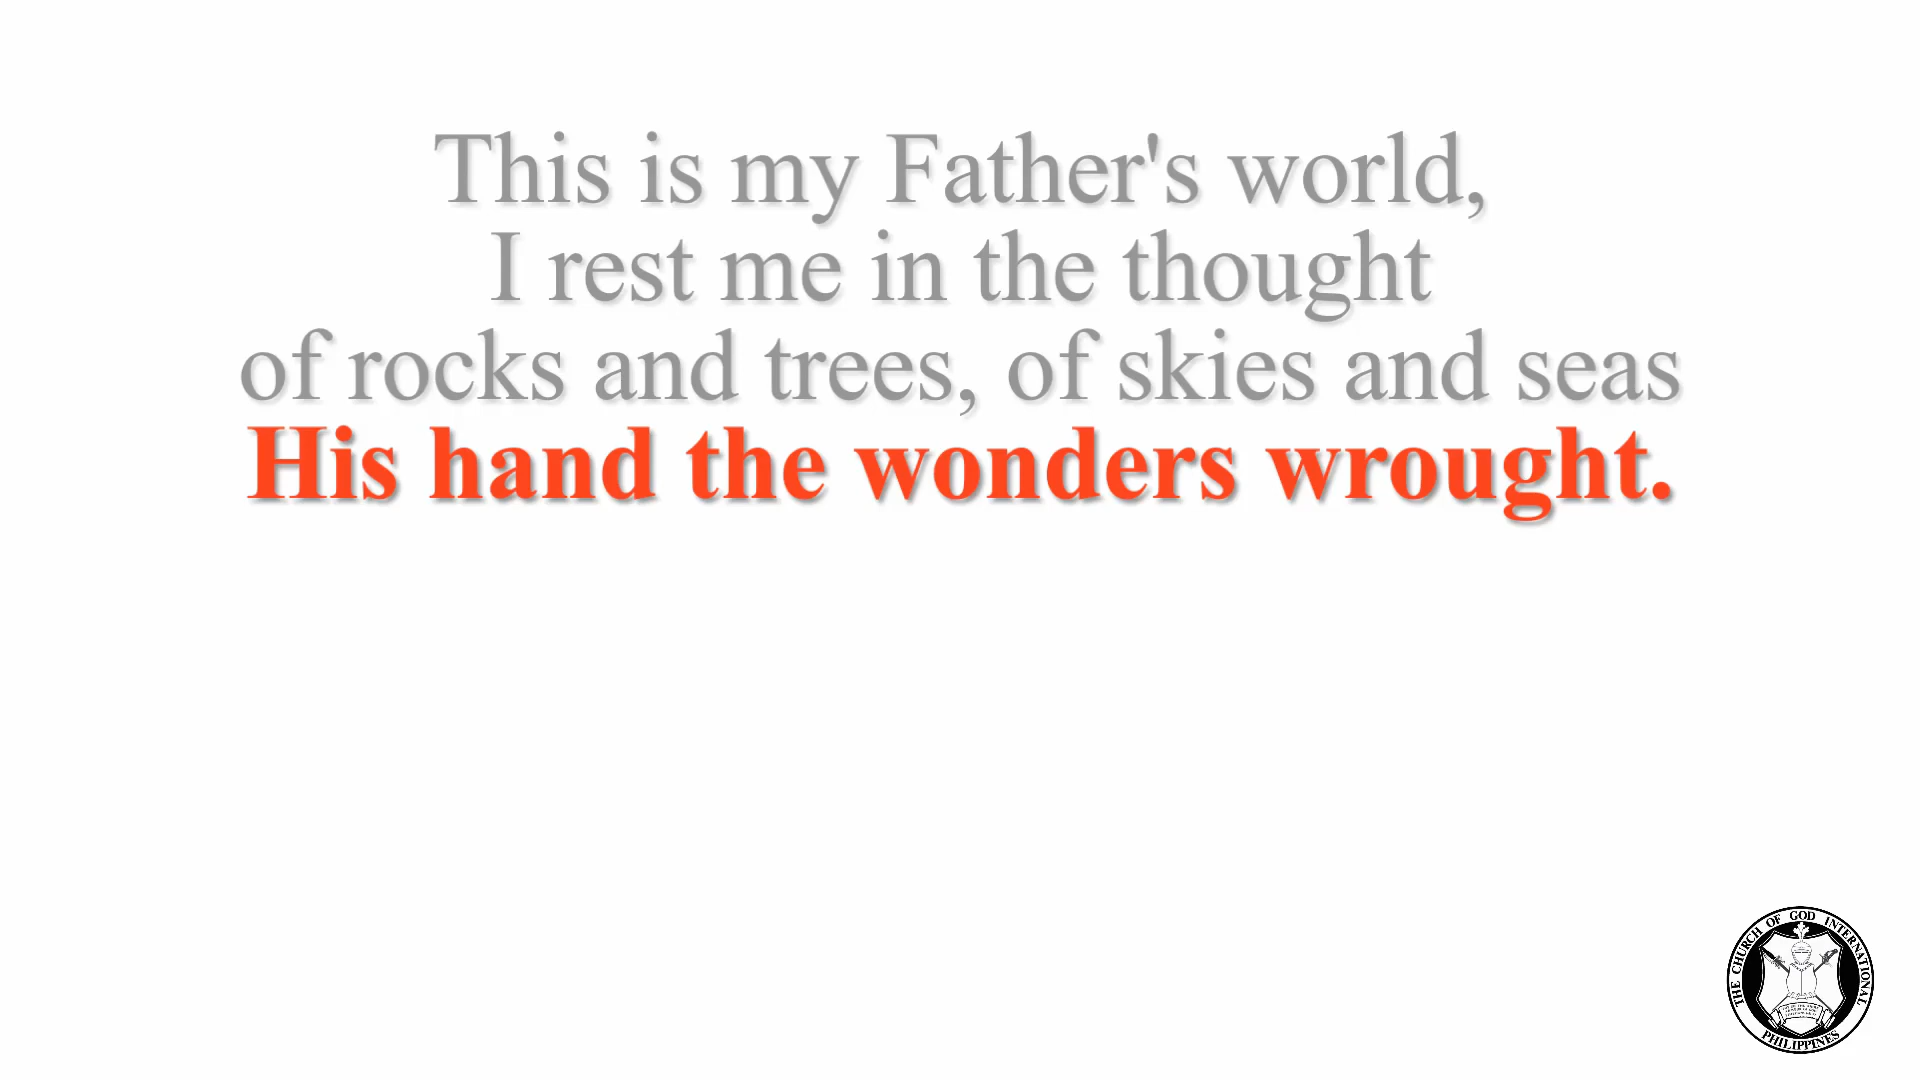 This is my Father's world,
I rest me in the thought
of rocks and trees, of skies and seas
His hand the wonders wrought.
THE CHURCH OF GOD INTERNATIONAL
PHILIPPINES